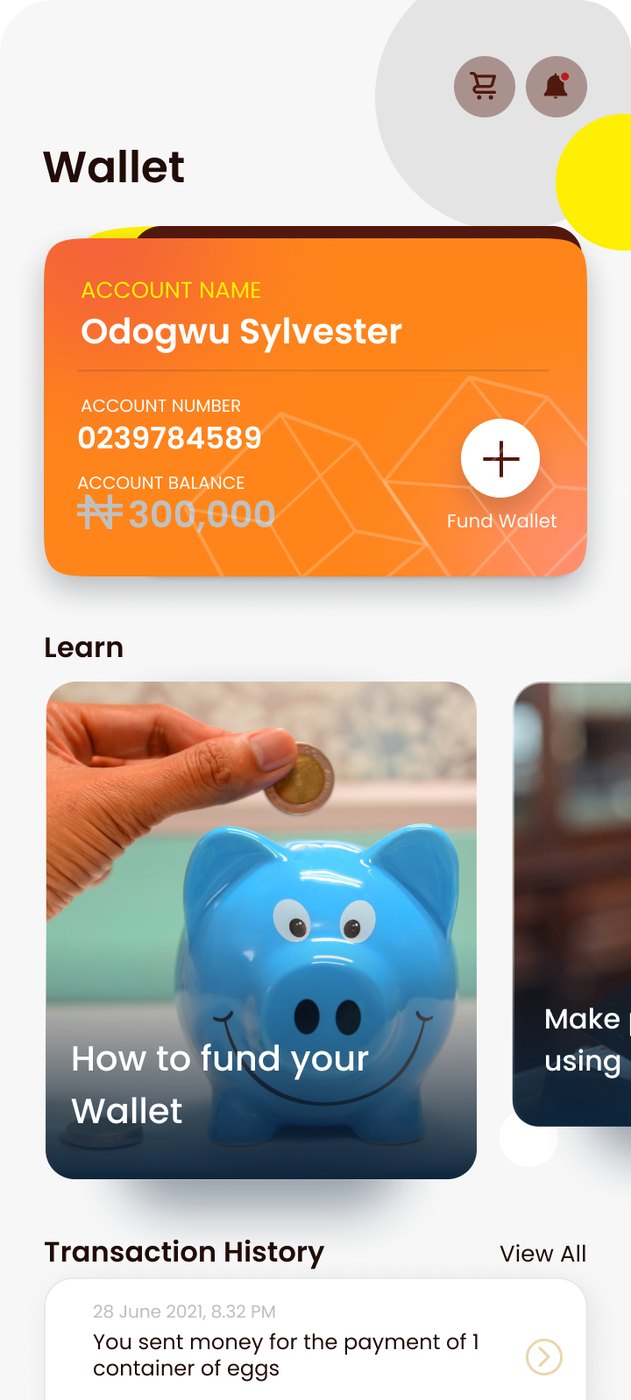 Wallet
ACCOUNT NAME
Odogwu Sylvester
ACCOUNT NUMBER
0239784589
ACCOUNT BALANCE
₦ 300,000
Fund Wallet
Learn
How to fund your
Wallet
Make
using
Transaction History
View All
28 June 2021, 8.32 PM
You sent money for the payment of 1
container of eggs